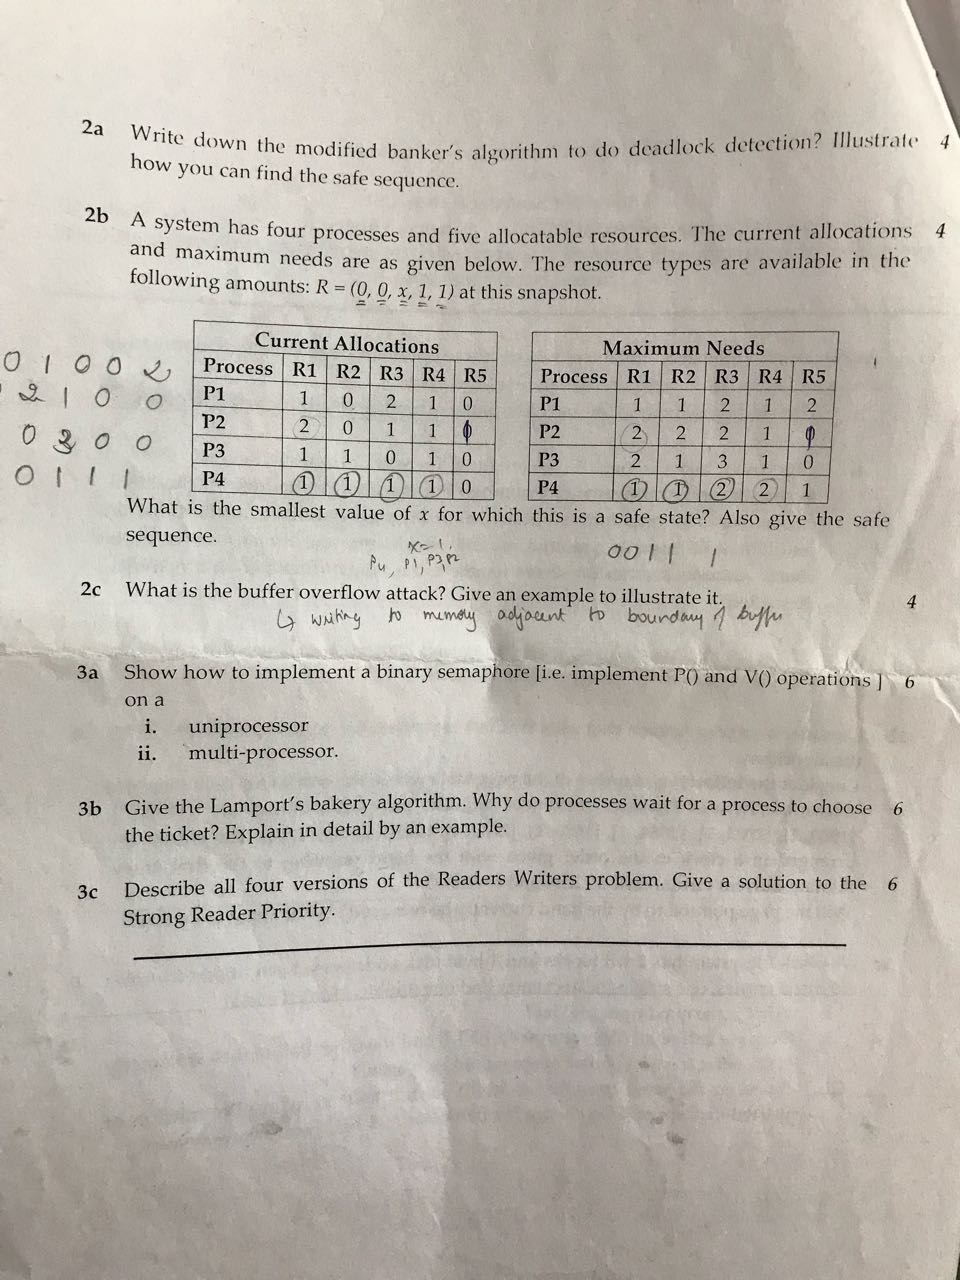 2a Write down the modified banker's algorithm to do deadlock detection? Illustrate 4
how you can find the safe sequence.
2b A system has four processes and five allocatable resources. The current allocations 4
and maximum needs are as given below. The resource types are available in the
following amounts: R = (0, 0, x, 1, 1) at this snapshot.
Current Allocations
Process R1 R2 R3 R4 R5
P1 1 0 2 1 0
P2 2 0 1 1
P3 1 1 0 1 0
P4 1 1 1 1 0
Maximum Needs
Process R1 R2 R3 R4 R5
P1 1 1 2 1 2
P2 2 2 2 1
P3 2 1 3 1 0
P4 1 1 2 2 1
0 1 0 0 2
2 1 0 0
0 3 0 0
0 1 1 1
What is the smallest value of x for which this is a safe state? Also give the safe
sequence.
x=1,
P4, P1, P3, P2
0 0 1 1 1
2c What is the buffer overflow attack? Give an example to illustrate it. 4
↳ writing to memory adjacent to boundary of buffer
3a Show how to implement a binary semaphore [i.e. implement P() and V() operations ] 6
on a
i. uniprocessor
ii. multi-processor.
3b Give the Lamport's bakery algorithm. Why do processes wait for a process to choose 6
the ticket? Explain in detail by an example.
3c Describe all four versions of the Readers Writers problem. Give a solution to the 6
Strong Reader Priority.